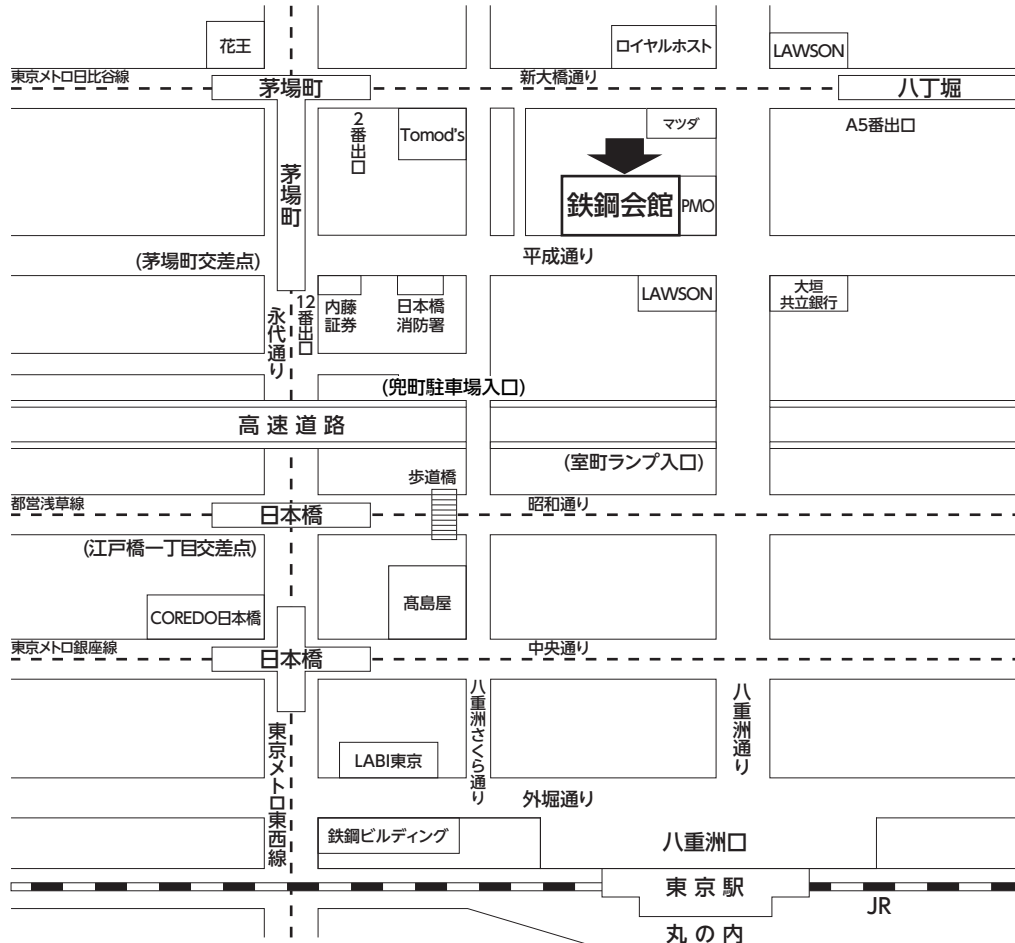 花王
ロイヤルホスト
LAWSON
東京メトロ日比谷線
新大橋通り
茅場町
八丁堀
2番出口
Tomod's
マツダ
A5番出口
茅場町
鉄鋼会館
PMO
(茅場町交差点)
平成通り
12番出口
内藤
証券
日本橋
消防署
LAWSON
大垣
共立銀行
永代通り
(兜町駐車場入口)
高速道路
(室町ランプ入口)
歩道橋
都営浅草線
昭和通り
日本橋
(江戸橋一丁目交差点)
髙島屋
COREDO日本橋
東京メトロ銀座線
中央通り
日本橋
八重洲さくら通り
八重洲通り
東京メトロ東西線
LABI東京
外堀通り
鉄鋼ビルディング
八重洲口
東京駅
JR
丸の内